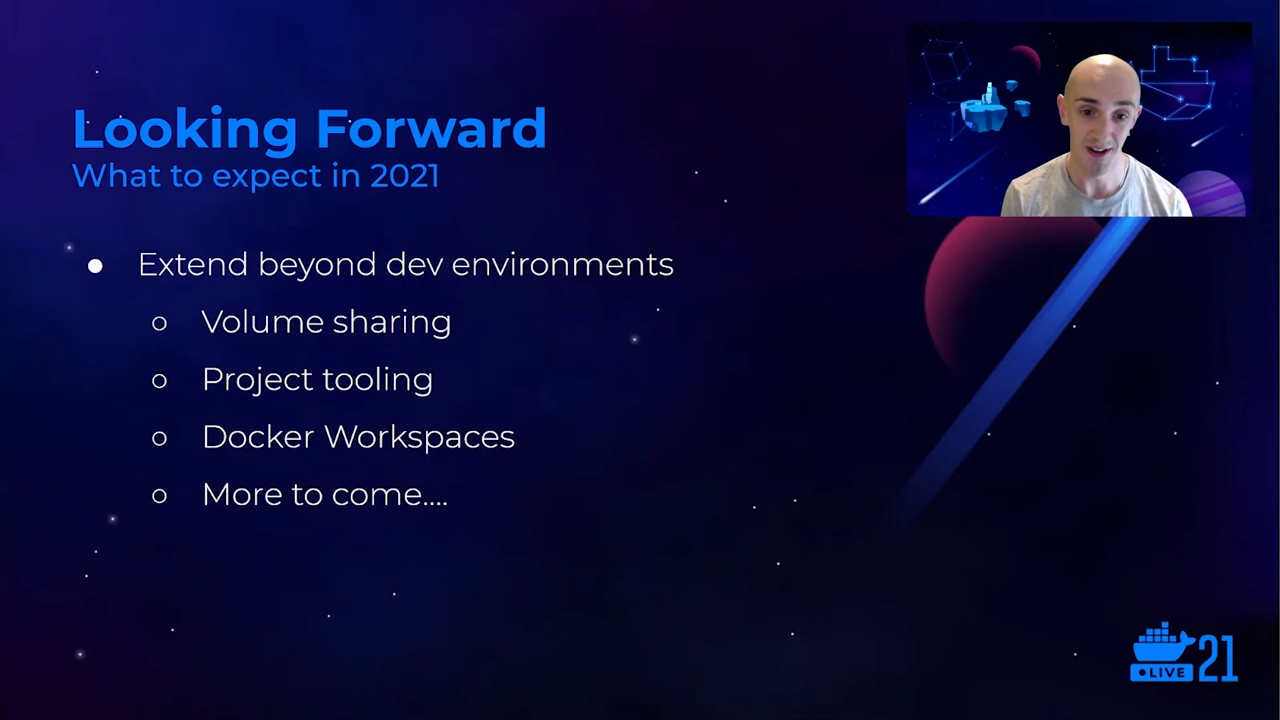 Looking Forward
What to expect in 2021
● Extend beyond dev environments
○ Volume sharing
○ Project tooling
○ Docker Workspaces
○ More to come....
LIVE 21